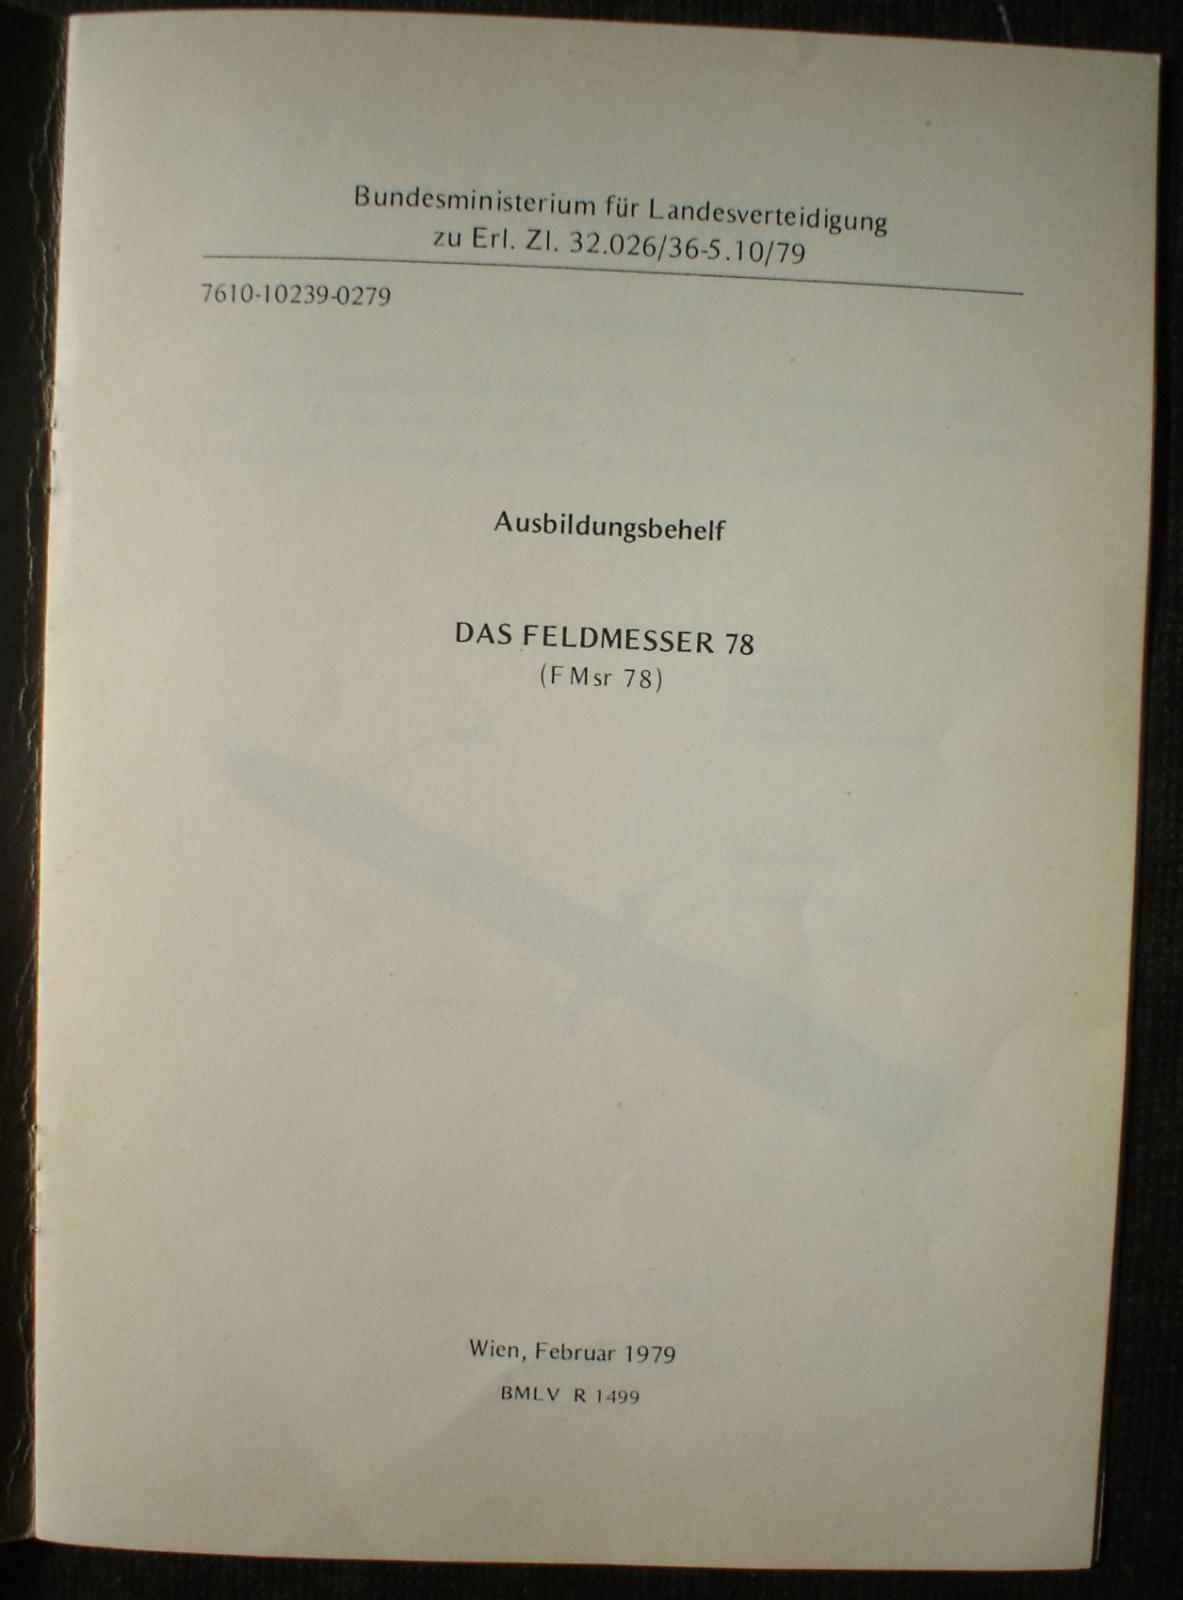 Bundesministerium für Landesverteidigung
zu Erl. Zl. 32.026/36-5.10/79
7610-10239-0279
Ausbildungsbehelf
DAS FELDMESSER 78
(FMsr 78)
Wien, Februar 1979
BMLV R 1499